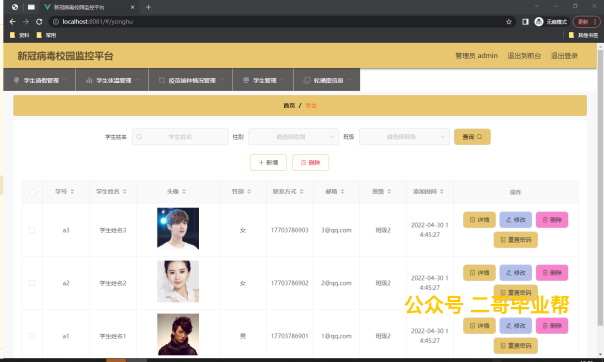 新冠病毒校园监控平台
localhost:8081/#/yonghu
无痕模式
更新
资料 常用 其他书签
新冠病毒校园监控平台 管理员 admin 退出到前台 退出登录
学生请假管理 学生体温管理 疫苗接种情况管理 学生管理 轮播图信息
首页 / 学生
学生姓名 学生姓名 性别 请选择性别 班级 请选择班级 查询
+ 新增 删除
学号 学生姓名 头像 性别 联系方式 邮箱 班级 添加时间 操作
a3 学生姓名3 女 17703786903 3@qq.com 班级2 2022-04-30 1
4:45:27
详情 修改 删除
重置密码
a2 学生姓名2 女 17703786902 2@qq.com 班级2 2022-04-30 1
4:45:27
详情 修改 删除
重置密码
公众号 二哥毕业帮
a1 学生姓名1 男 17703786901 1@qq.com 班级2 2022-04-30 1
4:45:27
详情 修改 删除
重置密码